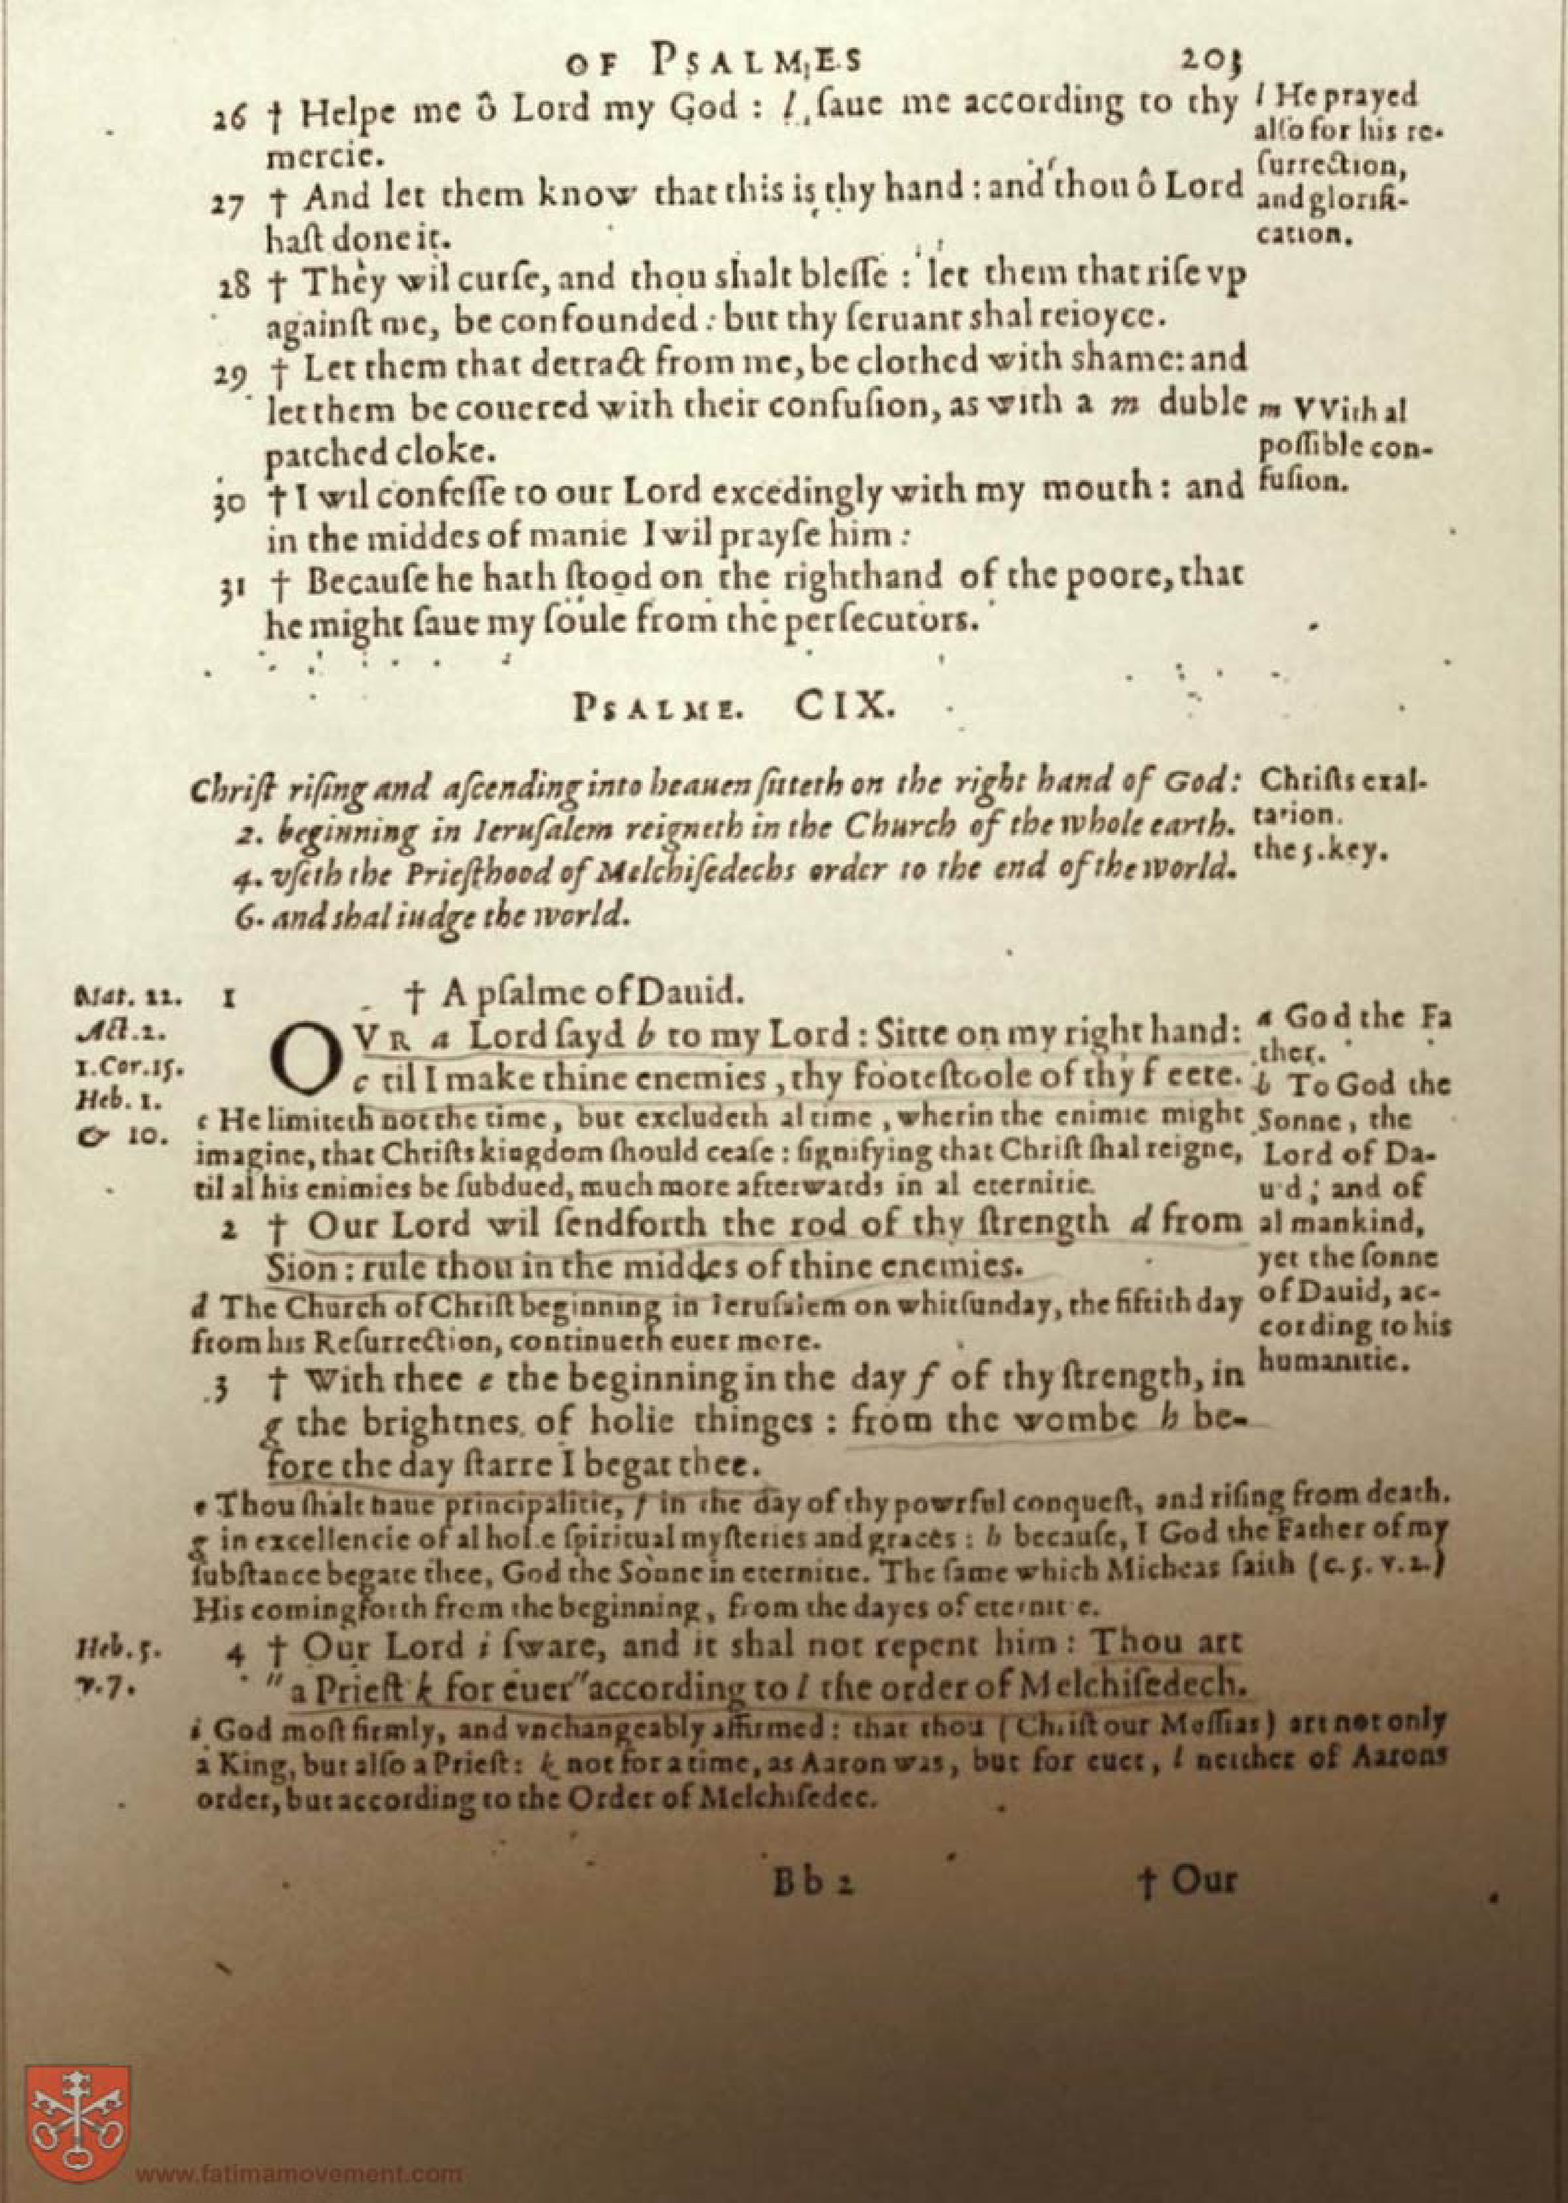 OF PSALMES 203
26 † Helpe me ô Lord my God : l ſaue me according to thy
mercie.
l He prayed
alſo for his re-
ſurrection,
and glorifi-
cation.
27 † And let them know that this is thy hand : and thou ô Lord
haſt done it.
28 † They wil curſe, and thou shalt bleſſe : let them that riſe vp
againſt me, be confounded : but thy ſeruant shal reioyce.
29 † Let them that detract from me, be clothed with shame: and
let them be couered with their confuſion, as with a m duble
patched cloke.
m VVith al
poſſible con-
fuſion.
30 † I wil confeſſe to our Lord excedingly with my mouth : and
in the middes of manie I wil prayſe him :
31 † Becauſe he hath ſtood on the righthand of the poore, that
he might ſaue my ſoule from the perſecutors.
PSALME. CIX.
Chriſt riſing and aſcending into heauen ſitteth on the right hand of God:
2. beginning in Ieruſalem reigneth in the Church of the whole earth.
4. vſeth the Prieſthood of Melchiſedechs order to the end of the world.
6. and shal iudge the world.
Chriſts exal-
tation.
the 5. key.
Mat. 22.
Act. 2.
1. Cor. 15.
Heb. 1.
& 10.
1 † A pſalme of Dauid.
OVR a Lord ſayd b to my Lord : Sitte on my right hand:
c til I make thine enemies , thy footeſtoole of thy feete.
a God the Fa
ther.
b To God the
Sonne, the
Lord of Da-
uid ; and of
al mankind,
yet the ſonne
of Dauid, ac-
cording to his
humanitie.
c He limiteth not the time, but excludeth al time , wherin the enimie might
imagine, that Chriſts kingdom ſhould ceaſe : ſignifying that Chriſt ſhal reigne,
til al his enimies be ſubdued, much more afterwards in al eternitie.
2 † Our Lord wil ſendforth the rod of thy ſtrength d from
Sion : rule thou in the middes of thine enemies.
d The Church of Chriſt beginning in Ieruſalem on whitſunday, the fiftith day
from his Reſurrection, continueth euer more.
3 † With thee e the beginning in the day f of thy ſtrength, in
g the brightnes of holie thinges : from the wombe h be-
fore the day ſtarre I begat thee.
e Thou ſhalt haue principalitie, f in the day of thy powrful conqueſt, and riſing from death.
g in excellencie of al holie ſpiritual myſteries and graces : h becauſe, I God the Father of my
ſubſtance begate thee, God the Sonne in eternitie. The ſame which Micheas ſaith (c. 5. v. 2.)
His coming forth from the beginning, from the dayes of eternitie.
Heb. 5.
v. 7.
4 † Our Lord i ſware, and it shal not repent him : Thou art
" a Prieſt k for euer " according to l the order of Melchiſedech.
i God moſt firmly, and vnchangeably affirmed : that thou ( Chriſt our Meſſias ) art not only
a King, but alſo a Prieſt : k not for a time, as Aaron was, but for euer, l neither of Aarons
order, but according to the Order of Melchiſedec.
Bb 2 † Our
www.fatimamovement.com